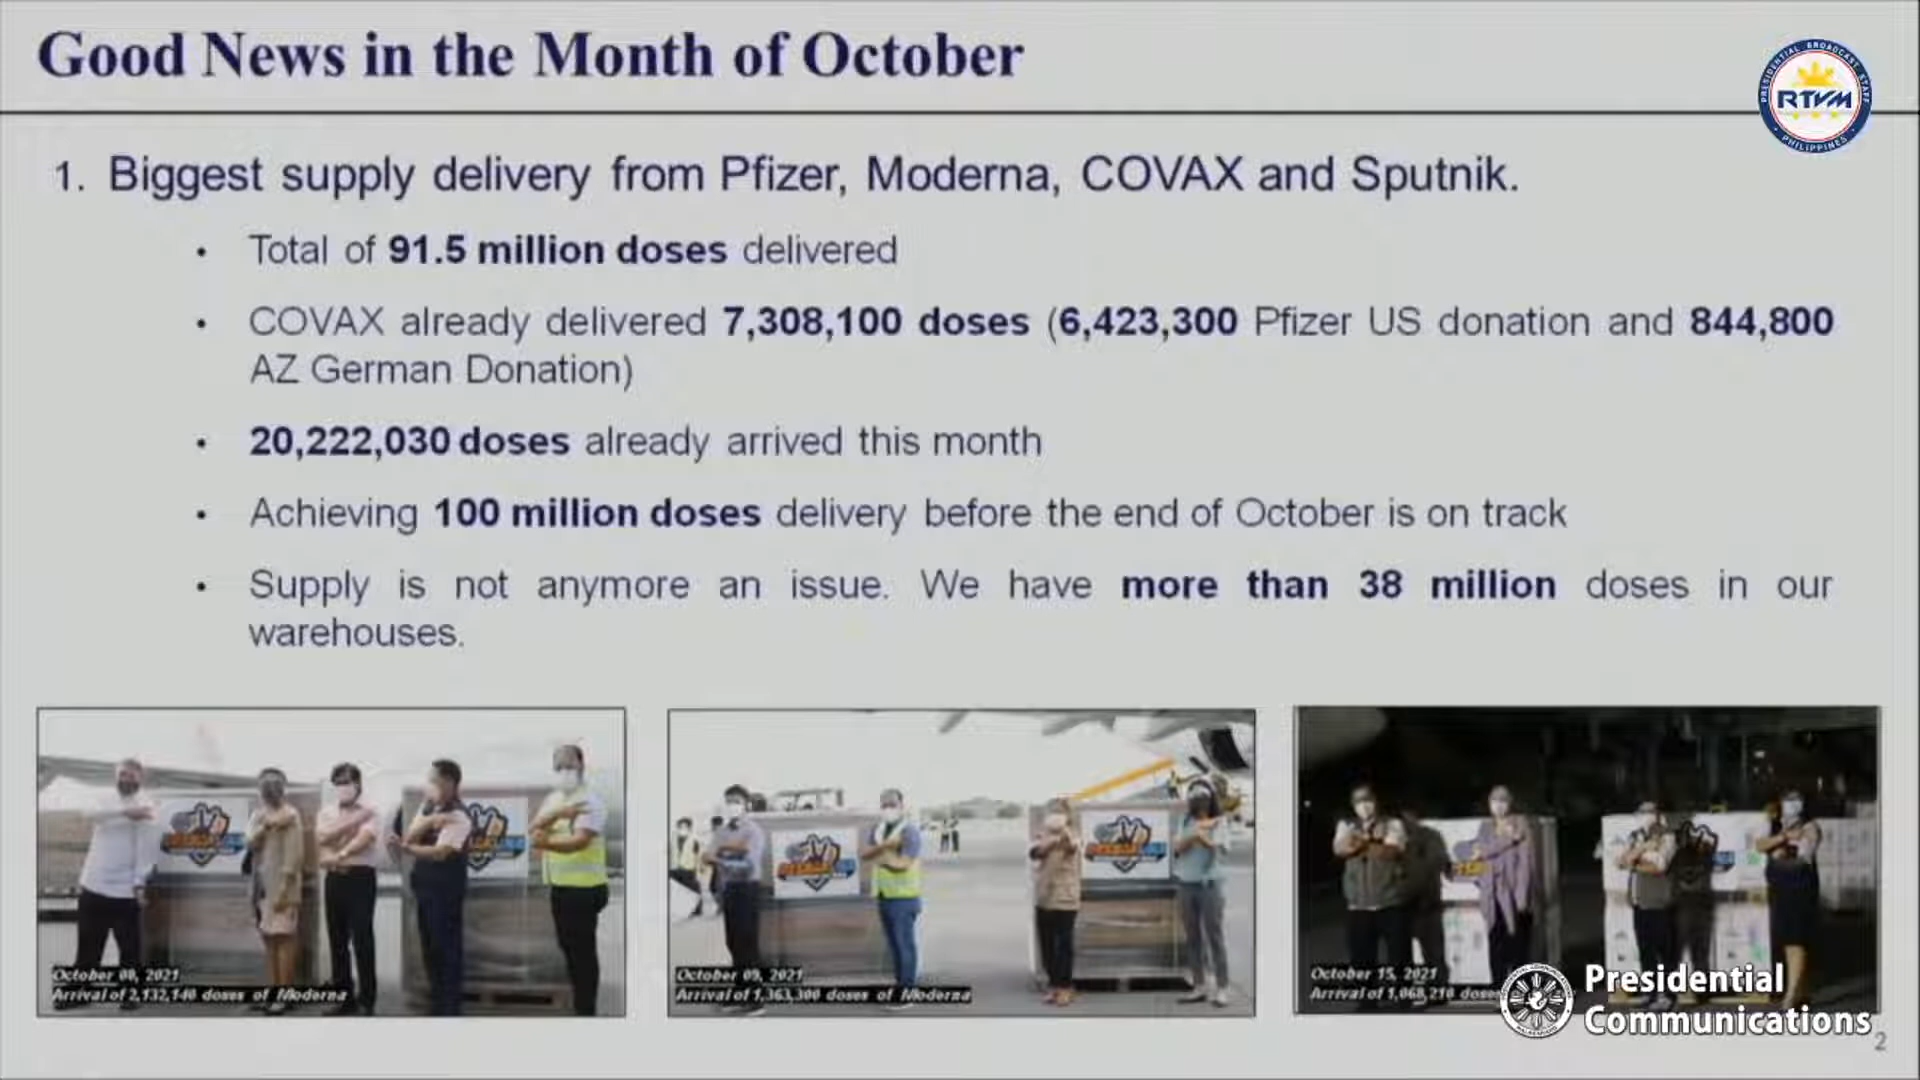 Good News in the Month of October
PRESIDENTIAL BROADCAST STAFF
RTVM
PHILIPPINES
1. Biggest supply delivery from Pfizer, Moderna, COVAX and Sputnik.
• Total of 91.5 million doses delivered
• COVAX already delivered 7,308,100 doses (6,423,300 Pfizer US donation and 844,800
AZ German Donation)
• 20,222,030 doses already arrived this month
• Achieving 100 million doses delivery before the end of October is on track
• Supply is not anymore an issue. We have more than 38 million doses in our
warehouses.
October 08, 2021
Arrival of 2,132,140 doses of Moderna
October 09, 2021
Arrival of 1,363,300 doses of Moderna
October 15, 2021
Arrival of 1,068,210 doses
Presidential
Communications
2